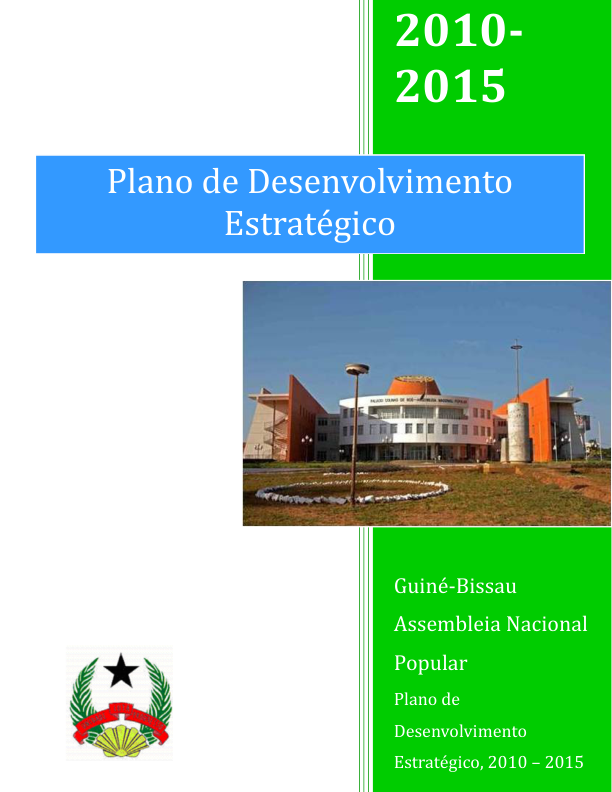 2010-
2015
Plano de Desenvolvimento
Estratégico
Guiné-Bissau
Assembleia Nacional
Popular
Plano de
Desenvolvimento
Estratégico, 2010 – 2015